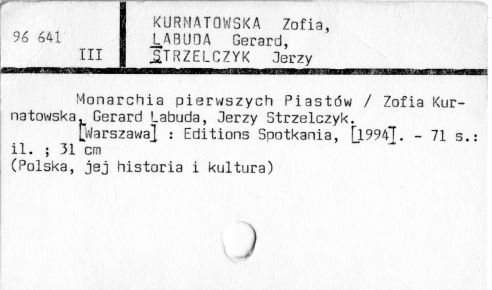 KURNATOWSKA Zofia,
96 641 LABUDA Gerard,
III STRZELCZYK Jerzy
Monarchia pierwszych Piastów / Zofia Kur-
natowska, Gerard Labuda, Jerzy Strzelczyk.
[Warszawa] : Editions Spotkania, [1994]. - 71 s.:
il. ; 31 cm
(Polska, jej historia i kultura)